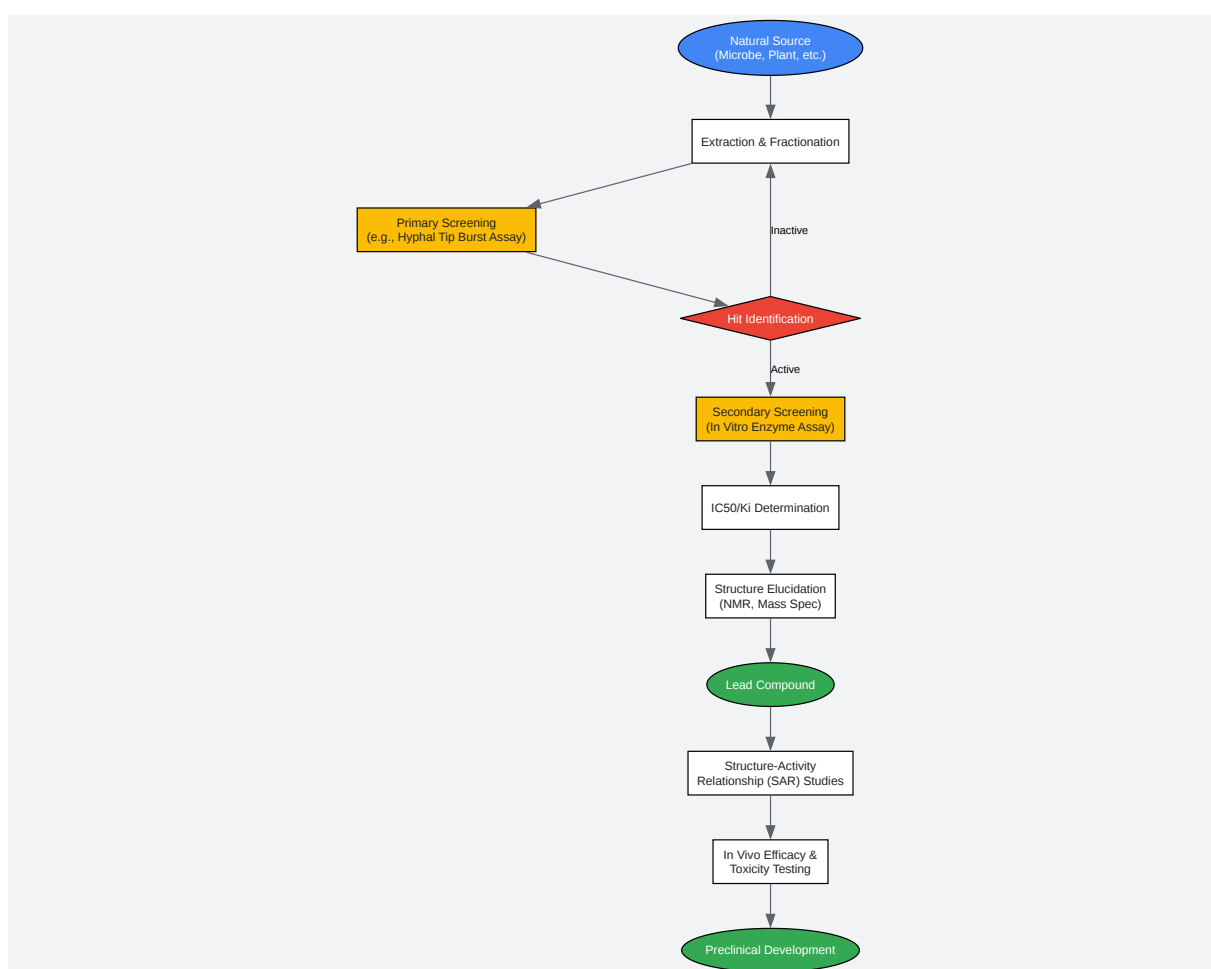 Natural Source
(Microbe, Plant, etc.)
Extraction & Fractionation
Primary Screening
(e.g., Hyphal Tip Burst Assay)
Inactive
Hit Identification
Active
Secondary Screening
(In Vitro Enzyme Assay)
IC50/Ki Determination
Structure Elucidation
(NMR, Mass Spec)
Lead Compound
Structure-Activity
Relationship (SAR) Studies
In Vivo Efficacy &
Toxicity Testing
Preclinical Development